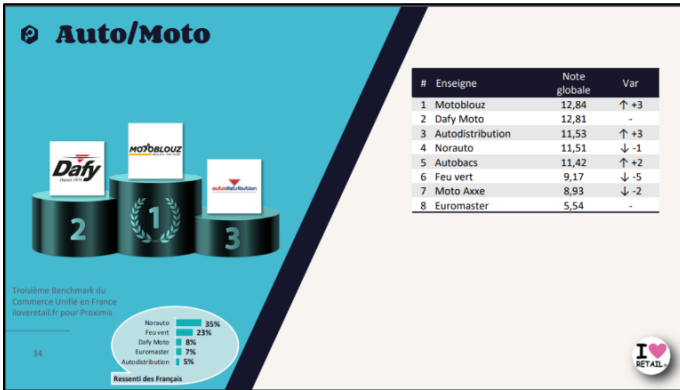 Auto/Moto
# Enseigne Note globale Var
1 Motoblouz 12,84 ↑ +3
2 Dafy Moto 12,81 -
3 Autodistribution 11,53 ↑ +3
4 Norauto 11,51 ↓ -1
5 Autobacs 11,42 ↑ +2
6 Feu vert 9,17 ↓ -5
7 Moto Axxe 8,93 ↓ -2
8 Euromaster 5,54 -
Dafy
Depuis 1974
MOTOBLOUZ
autodistribution
2
1
3
Troisième Benchmark du
Commerce Unifié en France
iloveretail.fr pour Proximis
34
Norauto 35%
Feu vert 23%
Dafy Moto 8%
Euromaster 7%
Autodistribution 5%
Ressenti des Français
I
RETAIL